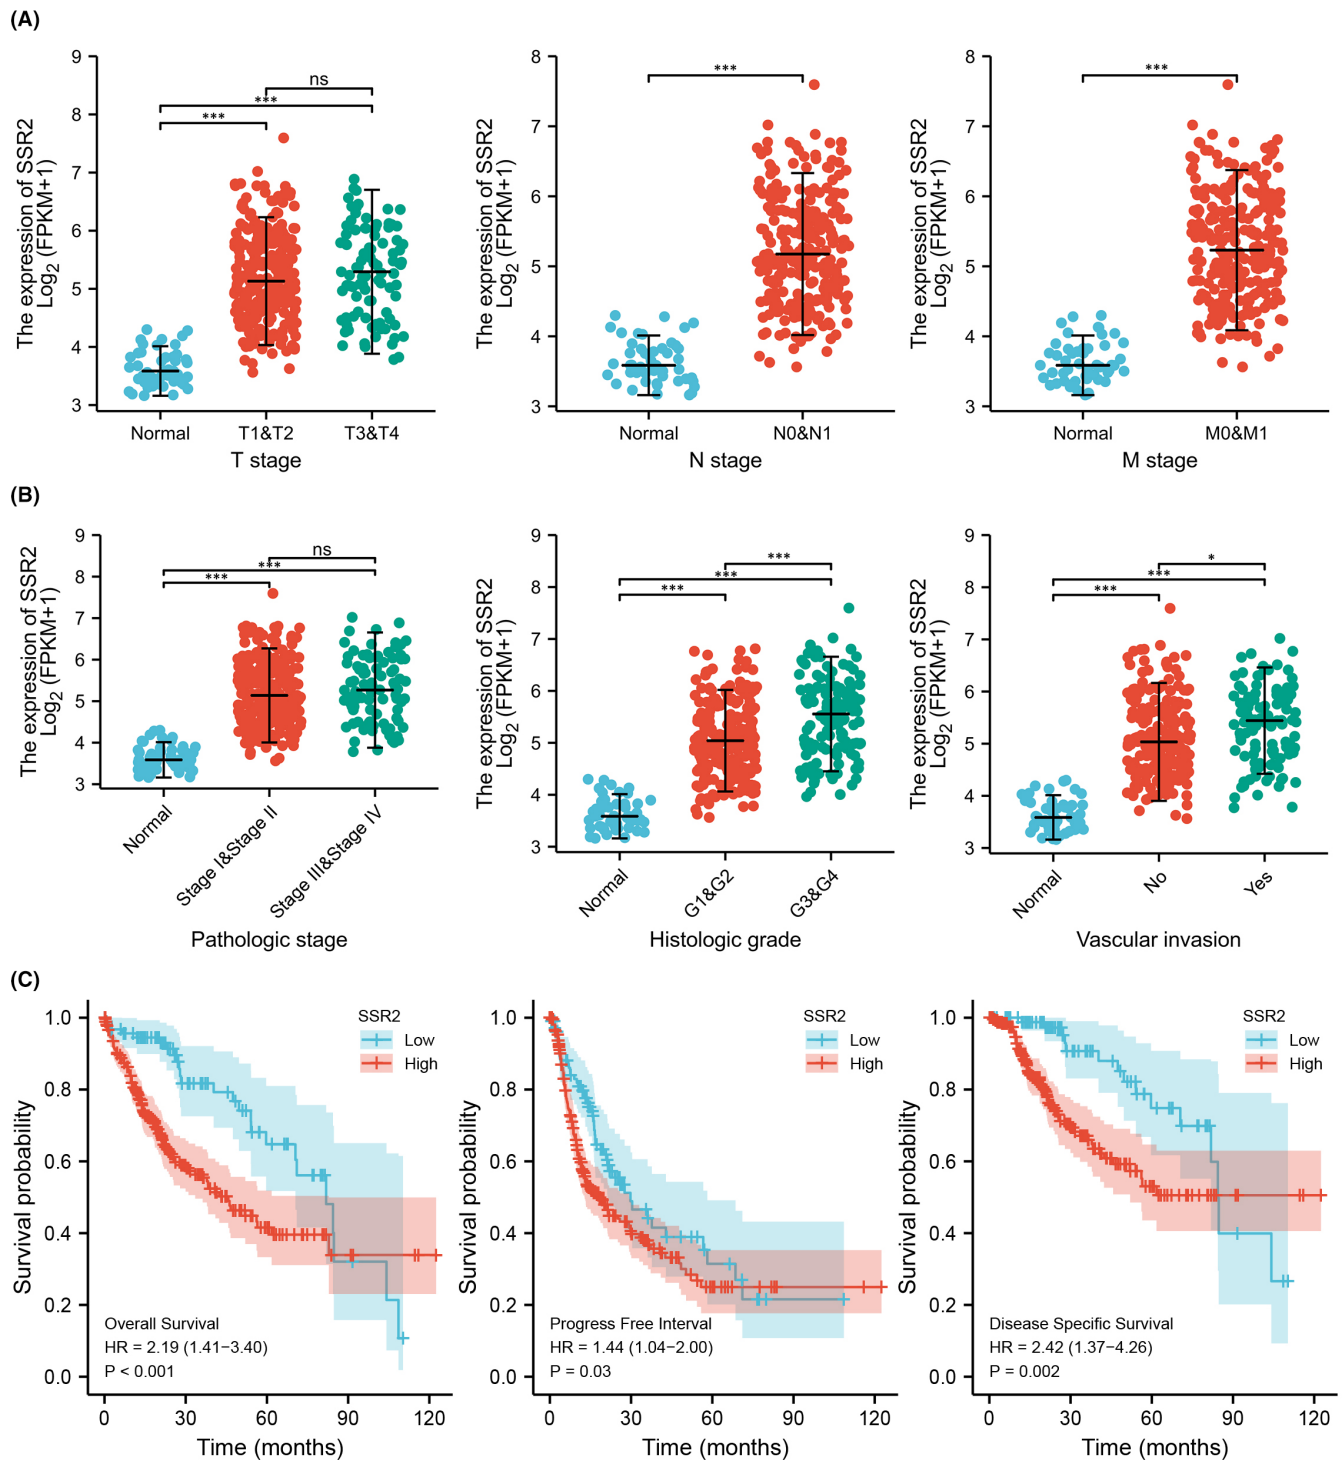 (A)
The expression of SSR2
Log2 (FPKM+1)
9
8
7
6
5
4
3
ns
***
***
Normal
T1&T2
T3&T4
T stage
The expression of SSR2
Log2 (FPKM+1)
8
7
6
5
4
3
***
Normal
N0&N1
N stage
The expression of SSR2
Log2 (FPKM+1)
8
7
6
5
4
3
***
Normal
M0&M1
M stage
(B)
The expression of SSR2
Log2 (FPKM+1)
9
8
7
6
5
4
3
ns
***
***
Normal
Stage I&Stage II
Stage III&Stage IV
Pathologic stage
The expression of SSR2
Log2 (FPKM+1)
9
8
7
6
5
4
3
***
***
***
Normal
G1&G2
G3&G4
Histologic grade
The expression of SSR2
Log2 (FPKM+1)
9
8
7
6
5
4
3
*
***
***
Normal
No
Yes
Vascular invasion
(C)
Survival probability
1.0
0.8
0.6
0.4
0.2
0.0
SSR2
Low
High
Overall Survival
HR = 2.19 (1.41−3.40)
P < 0.001
0 30 60 90 120
Time (months)
Survival probability
1.0
0.8
0.6
0.4
0.2
0.0
SSR2
Low
High
Progress Free Interval
HR = 1.44 (1.04−2.00)
P = 0.03
0 30 60 90 120
Time (months)
Survival probability
1.0
0.8
0.6
0.4
0.2
0.0
SSR2
Low
High
Disease Specific Survival
HR = 2.42 (1.37−4.26)
P = 0.002
0 30 60 90 120
Time (months)